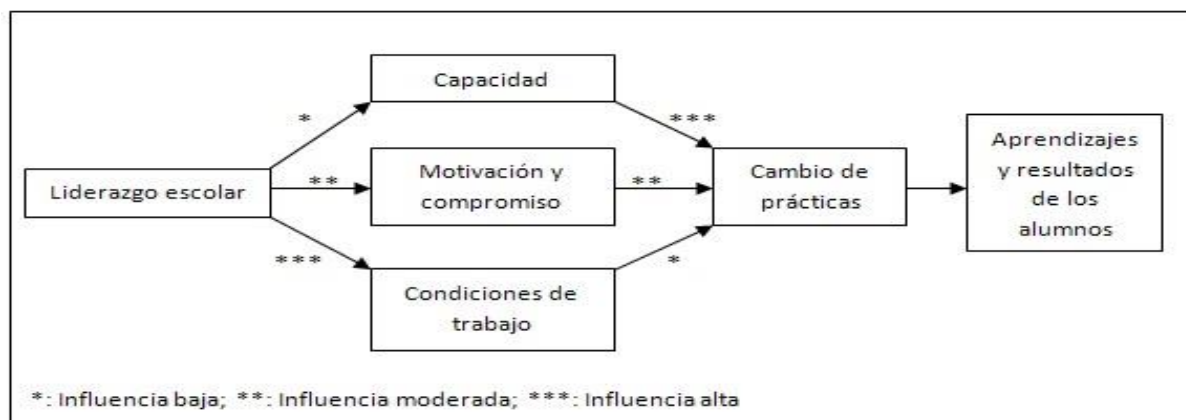 Capacidad
*
***
Liderazgo escolar
**
Motivación y
compromiso
**
Cambio de
prácticas
Aprendizajes
y resultados
de los
alumnos
***
Condiciones de
trabajo
*
*: Influencia baja; **: Influencia moderada; ***: Influencia alta